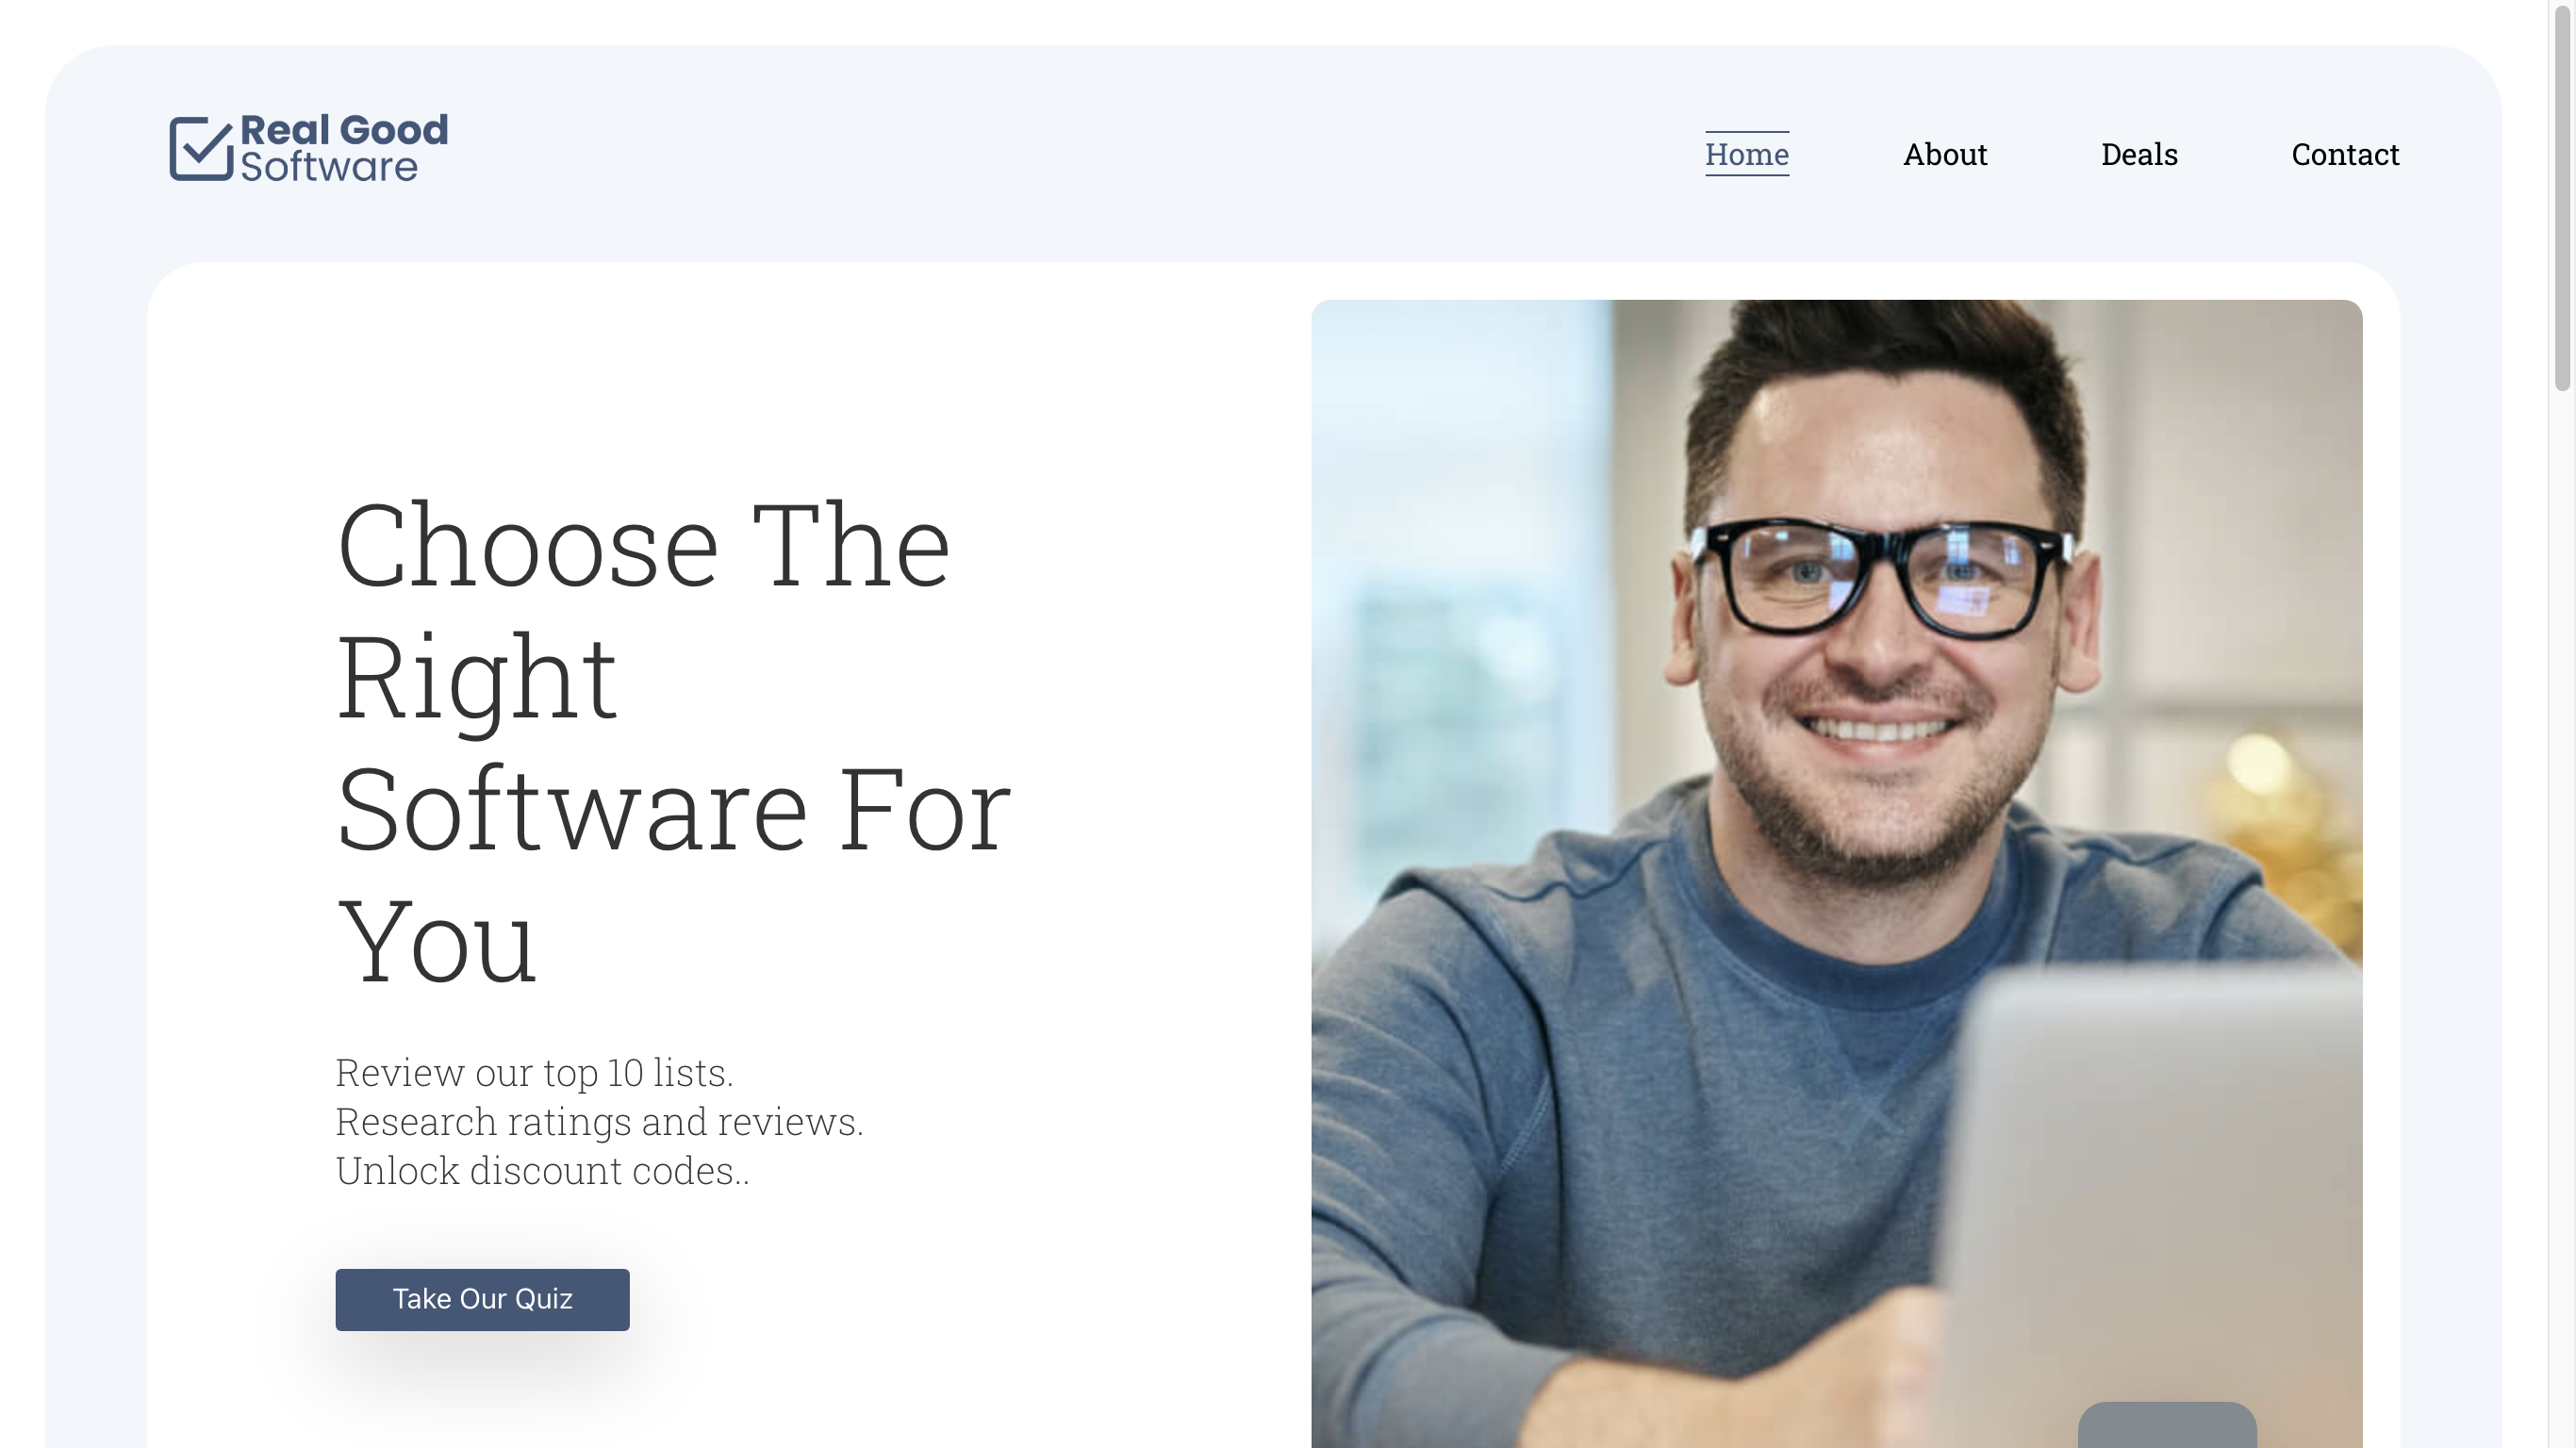 Real Good
Software
Home About Deals Contact
Choose The
Right
Software For
You
Review our top 10 lists.
Research ratings and reviews.
Unlock discount codes..
Take Our Quiz